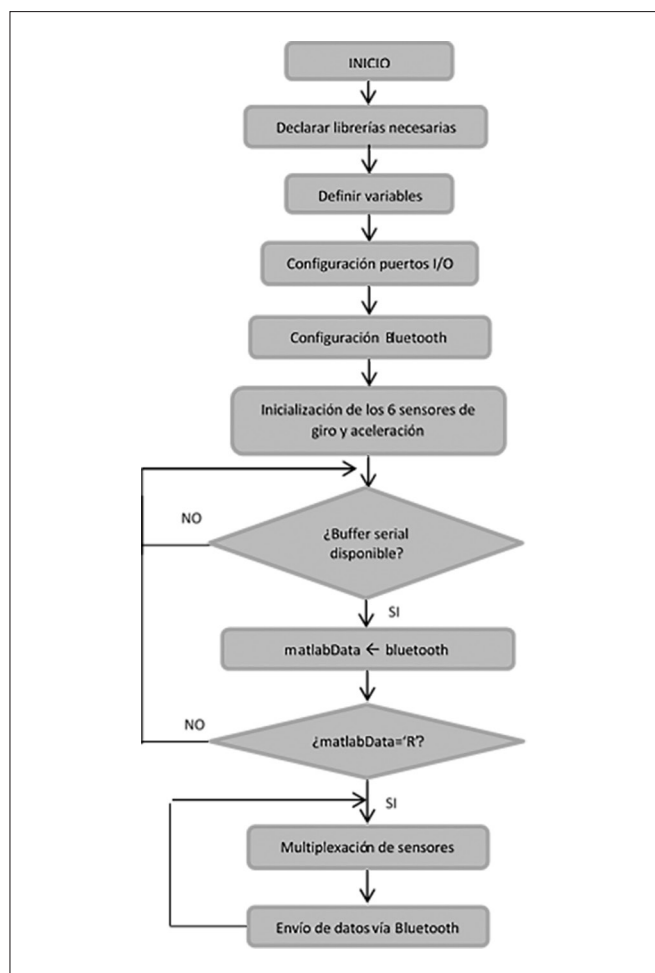 INICIO
Declarar librerías necesarias
Definir variables
Configuración puertos I/O
Configuración Bluetooth
Inicialización de los 6 sensores de
giro y aceleración
NO
¿Buffer serial
disponible?
SI
matlabData ← bluetooth
NO
¿matlabData='R'?
SI
Multiplexación de sensores
Envío de datos vía Bluetooth